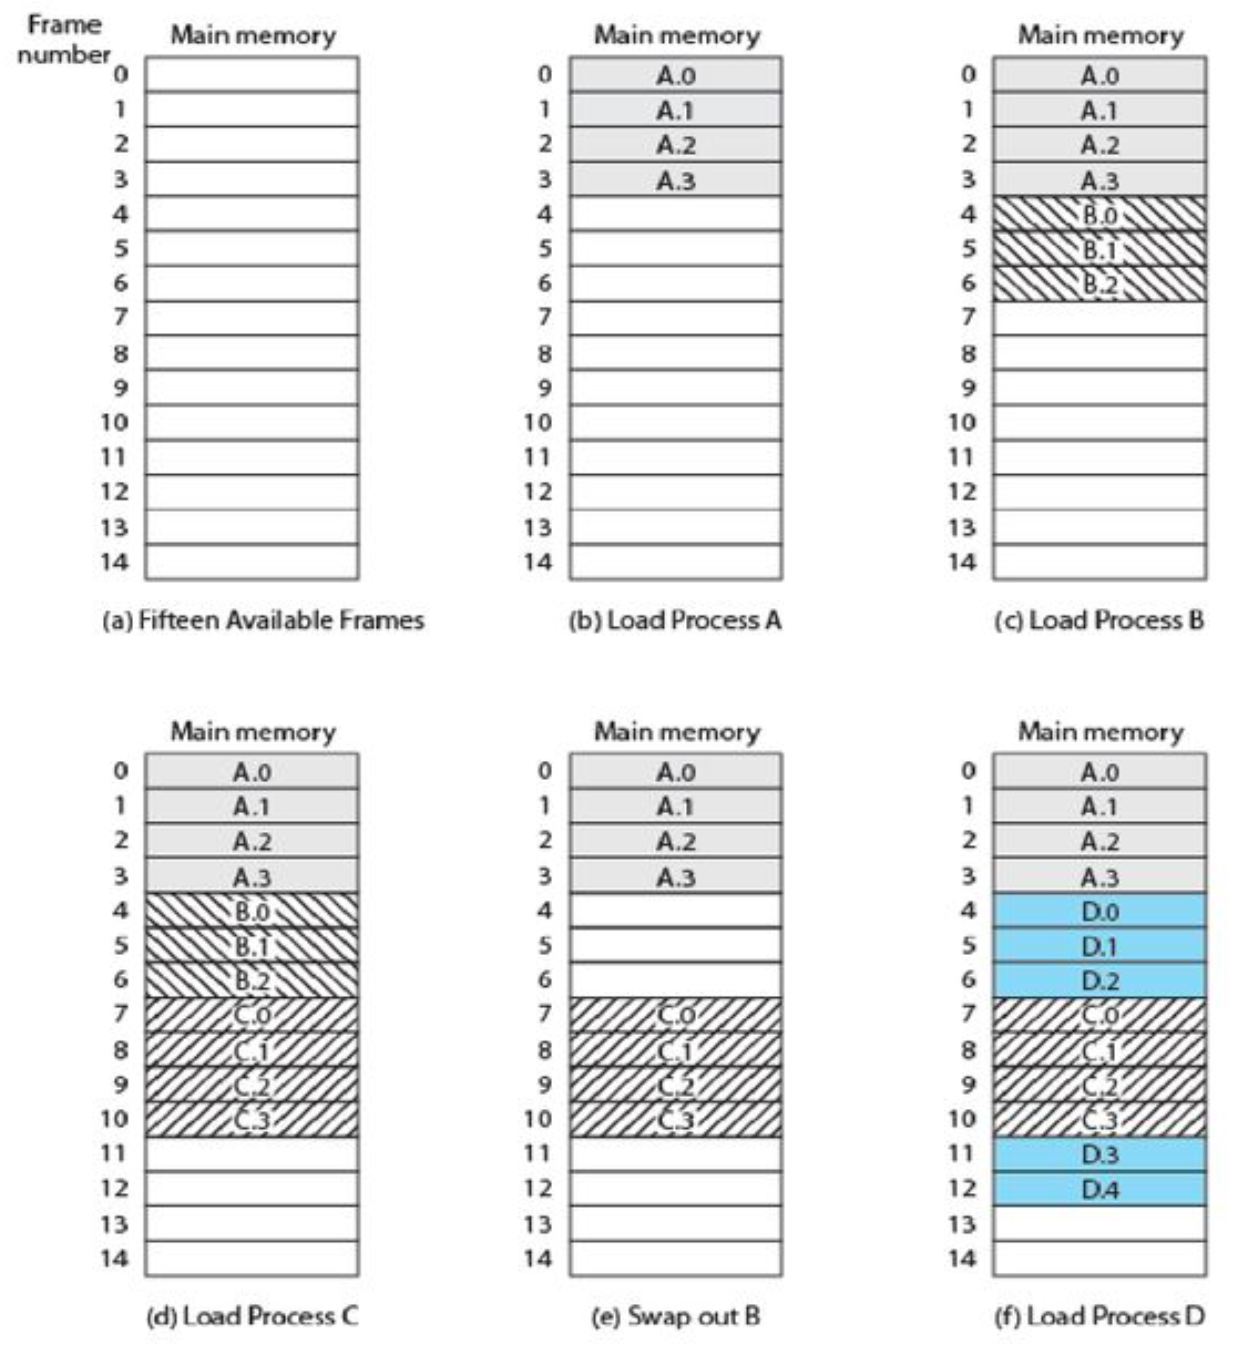 Frame
number
Main memory
0
1
2
3
4
5
6
7
8
9
10
11
12
13
14
(a) Fifteen Available Frames
Main memory
0 A.0
1 A.1
2 A.2
3 A.3
4
5
6
7
8
9
10
11
12
13
14
(b) Load Process A
Main memory
0 A.0
1 A.1
2 A.2
3 A.3
4 B.0
5 B.1
6 B.2
7
8
9
10
11
12
13
14
(c) Load Process B
Main memory
0 A.0
1 A.1
2 A.2
3 A.3
4 B.0
5 B.1
6 B.2
7 C.0
8 C.1
9 C.2
10 C.3
11
12
13
14
(d) Load Process C
Main memory
0 A.0
1 A.1
2 A.2
3 A.3
4
5
6
7 C.0
8 C.1
9 C.2
10 C.3
11
12
13
14
(e) Swap out B
Main memory
0 A.0
1 A.1
2 A.2
3 A.3
4 D.0
5 D.1
6 D.2
7 C.0
8 C.1
9 C.2
10 C.3
11 D.3
12 D.4
13
14
(f) Load Process D